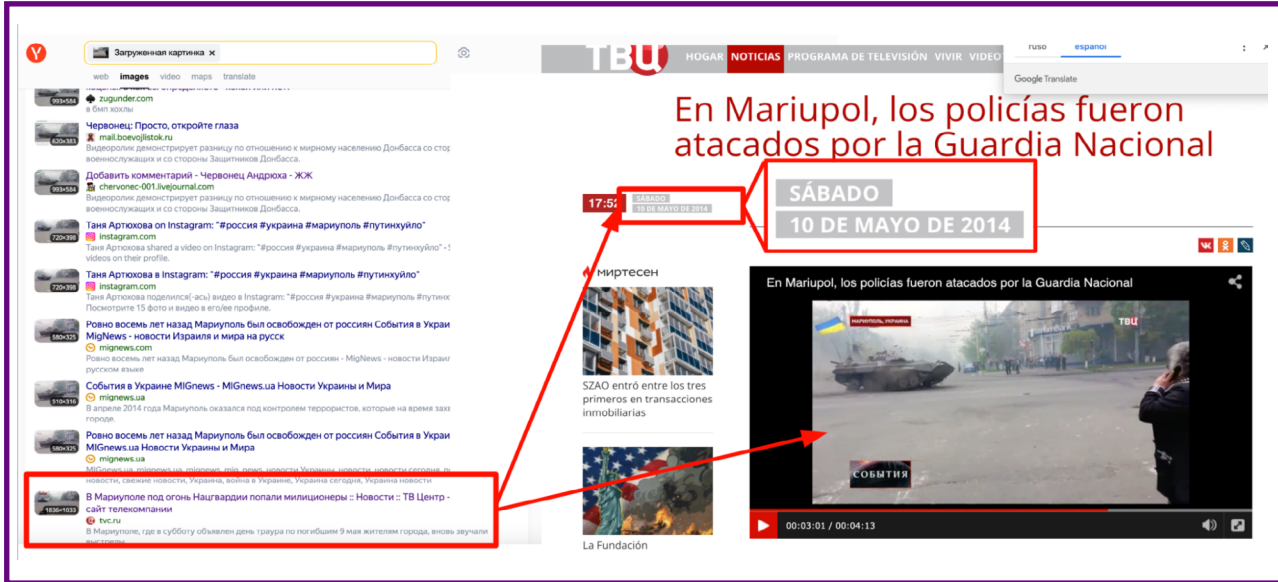 Загруженная картинка ×
web images video maps translate
993×584
zugunder.com
в бмп хохлы
Червонец: Просто, откройте глаза
620×383
mail.boevojlistok.ru
Видеоролик демонстрирует разницу по отношению к мирному населению Донбасса со стор
военнослужащих и со стороны Защитников Донбасса.
Добавить комментарий - Червонец Андрюха - ЖЖ
993×584
chervonec-001.livejournal.com
Видеоролик демонстрирует разницу по отношению к мирному населению Донбасса со стор
военнослужащих и со стороны Защитников Донбасса.
Таня Артюхова on Instagram: "#россия #украина #мариуполь #путинхуйло"
720×398
instagram.com
Таня Артюхова shared a video on Instagram: "#россия #украина #мариуполь #путинхуйло" •
videos on their profile.
Таня Артюхова в Instagram: "#россия #украина #мариуполь #путинхуйло"
720×398
instagram.com
Таня Артюхова поделился(-ась) видео в Instagram: "#россия #украина #мариуполь #путинх
Посмотрите 15 фото и видео в его/ее профиле.
Ровно восемь лет назад Мариуполь был освобожден от россиян События в Украи
MigNews - новости Израиля и мира на русск
580×325
mignews.com
Ровно восемь лет назад Мариуполь был освобожден от россиян - MigNews - новости Израил
русском языке
События в Украине MIGnews - MIGnews.ua Новости Украины и Мира
510×316
mignews.ua
В апреле 2014 года Мариуполь оказался под контролем террористов, которые на время захв
городе.
Ровно восемь лет назад Мариуполь был освобожден от россиян События в Украи
MIGnews.ua Новости Украины и Мира
580×325
mignews.ua
MIGnews.ua, mignews.ua, mignews, mig, news, новости Украины, новости, новости сегодня,
новости, свежие новости, Украина, война в Украине, Украина сегодня, Украина новости
В Мариуполе под огонь Нацгвардии попали милиционеры :: Новости :: ТВ Центр -
сайт телекомпании
1836×1033
tvc.ru
В Мариуполе, где в субботу объявлен день траура по погибшим 9 мая жителям города, вновь звучали
выстрелы
ТВЦ
HOGAR NOTICIAS PROGRAMA DE TELEVISIÓN VIVIR VIDEO
ruso español
Google Translate
En Mariupol, los policías fueron
atacados por la Guardia Nacional
17:52
SÁBADO
10 DE MAYO DE 2014
SÁBADO
10 DE MAYO DE 2014
миртесен
SZAO entró entre los tres
primeros en transacciones
inmobiliarias
La Fundación
En Mariupol, los policías fueron atacados por la Guardia Nacional
МАРИУПОЛЬ, УКРАИНА
ТВЦ
СОБЫТИЯ
00:03:01 / 00:04:13